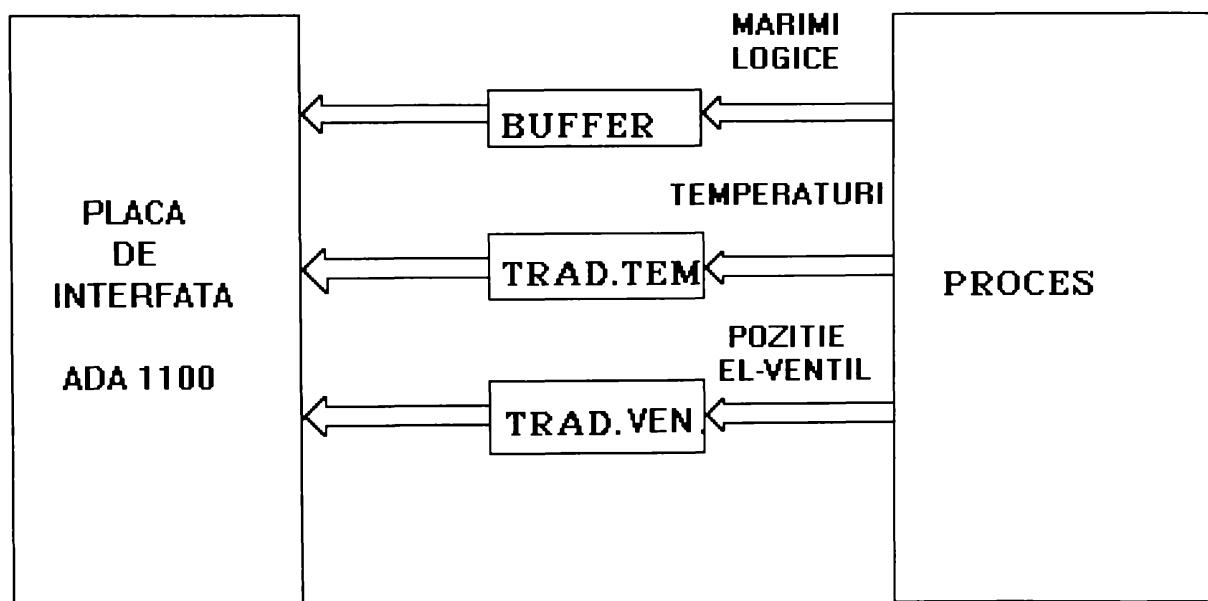 MARIMI
LOGICE
BUFFER
TEMPERATURI
PLACA
DE
INTERFATA
ADA 1100
TRAD.TEM
PROCES
POZITIE
EL-VENTIL
TRAD.VEN.